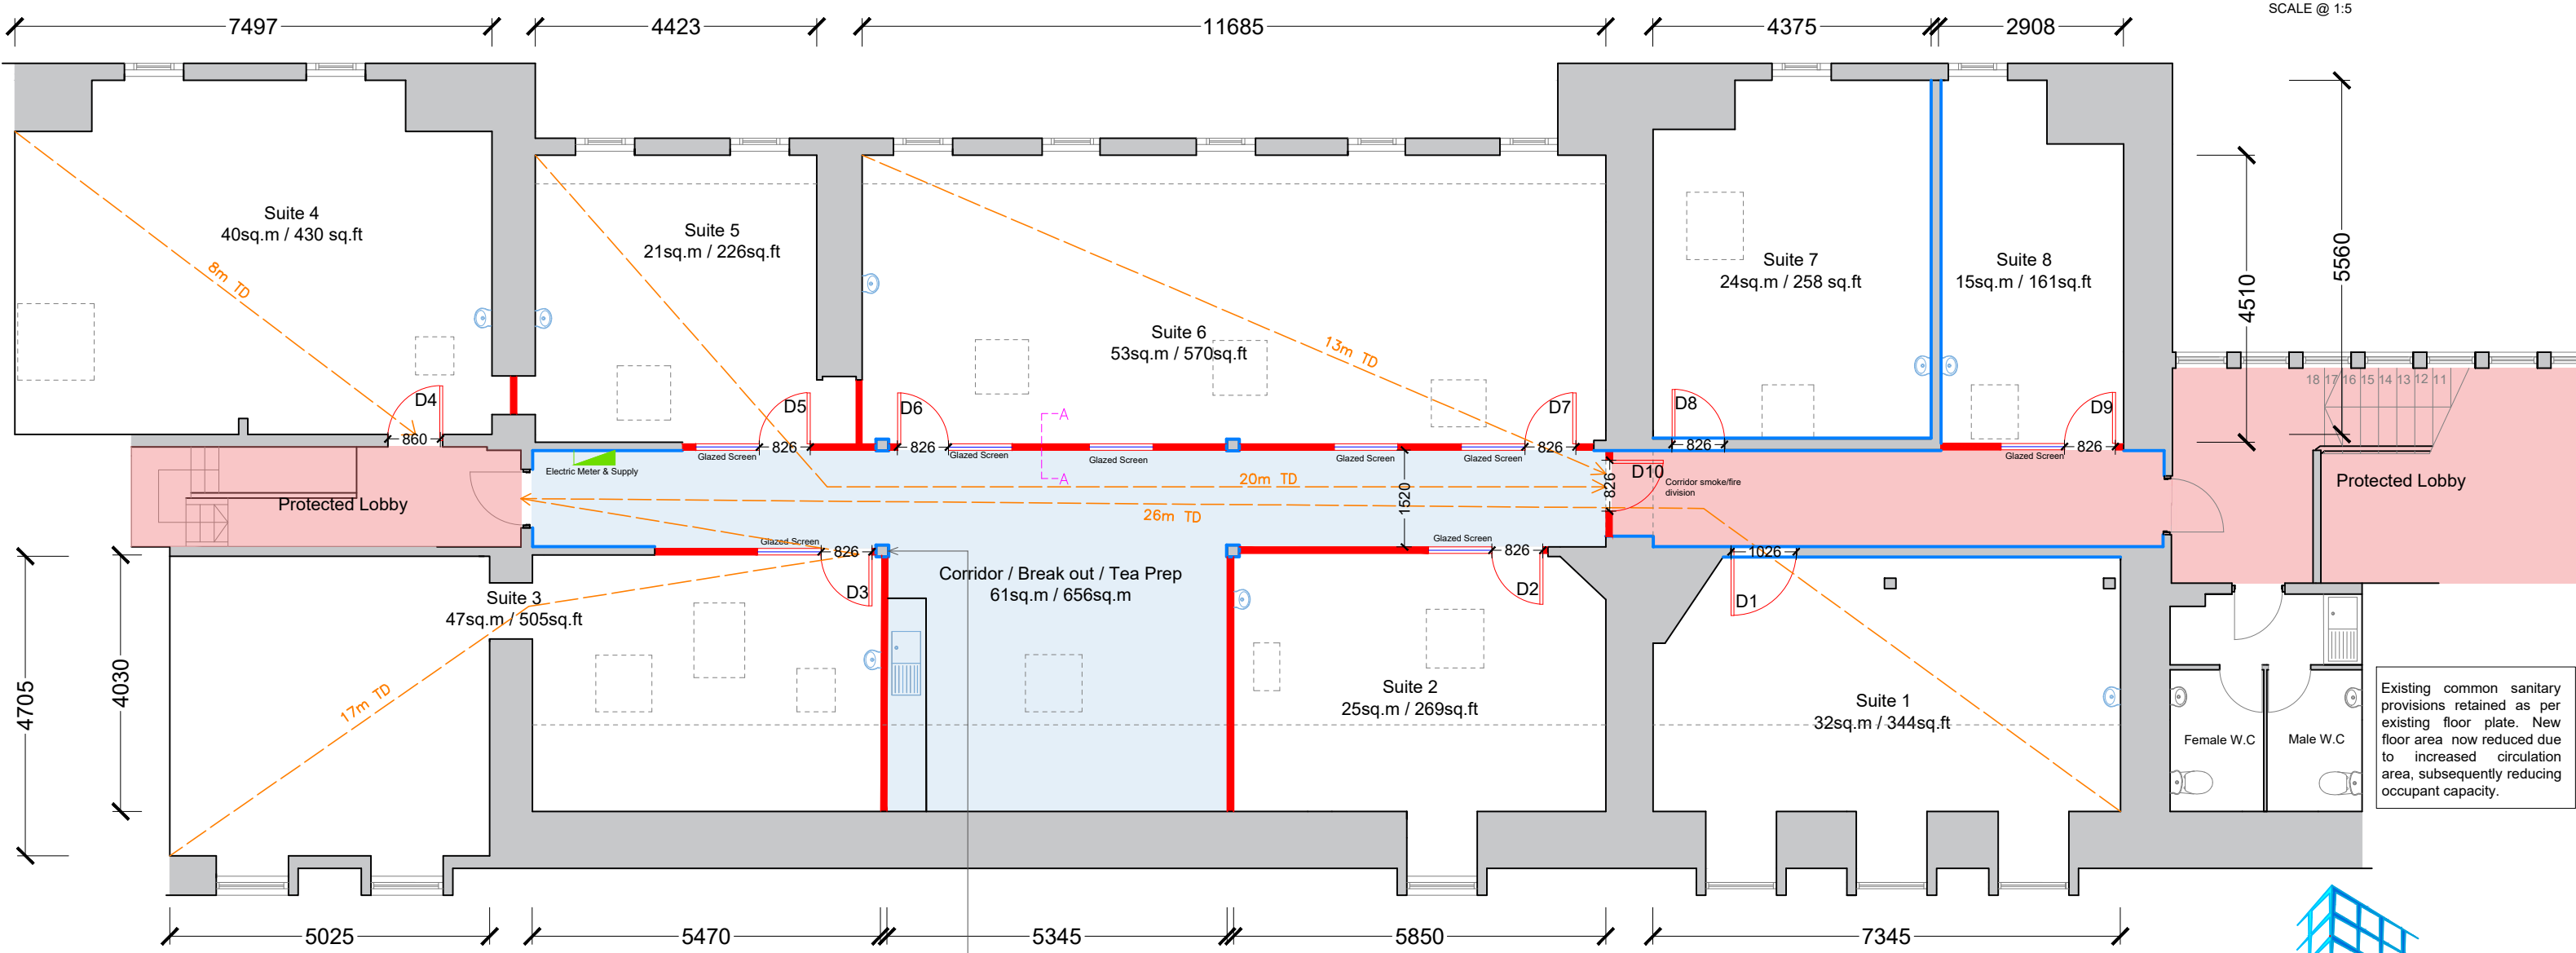 SCALE @ 1:5
7497
4423
11685
4375
2908
5560
4510
Suite 4
40sq.m / 430 sq.ft
8m TD
D4
860
Suite 5
21sq.m / 226sq.ft
D5
826
Glazed Screen
Suite 6
53sq.m / 570sq.ft
13m TD
D6
826
Glazed Screen
A
A
Glazed Screen
Glazed Screen
Glazed Screen
D7
826
Suite 7
24sq.m / 258 sq.ft
D8
826
Suite 8
15sq.m / 161sq.ft
D9
826
Glazed Screen
18 17 16 15 14 13 12 11
Protected Lobby
Electric Meter & Supply
20m TD
26m TD
1520
826
D10
Corridor smoke/fire
division
Protected Lobby
Glazed Screen
826
D3
Suite 3
47sq.m / 505sq.ft
17m TD
Corridor / Break out / Tea Prep
61sq.m / 656sq.m
Glazed Screen
826
D2
Suite 2
25sq.m / 269sq.ft
1026
D1
Suite 1
32sq.m / 344sq.ft
Female W.C
Male W.C
Existing common sanitary
provisions retained as per
existing floor plate. New
floor area now reduced due
to increased circulation
area, subsequently reducing
occupant capacity.
4705
4030
5025
5470
5345
5850
7345